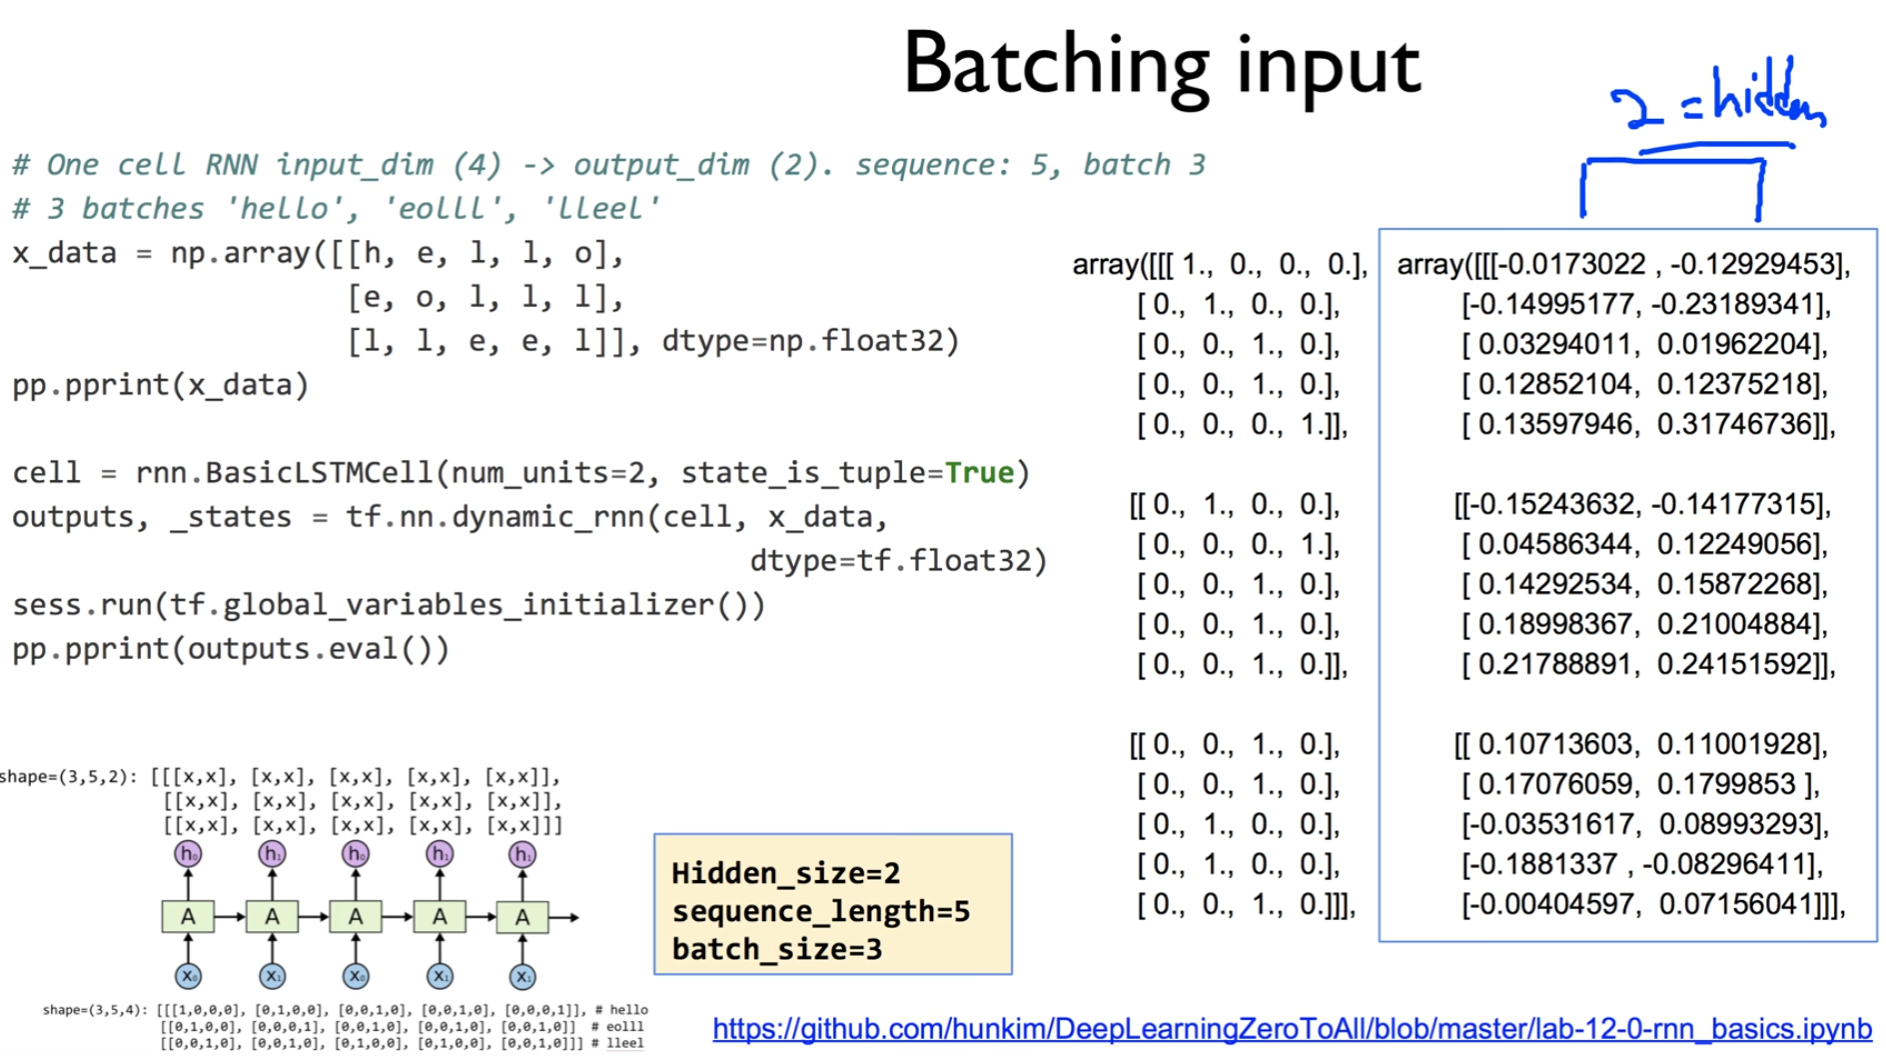 Batching input
2 = hidden
# One cell RNN input_dim (4) -> output_dim (2). sequence: 5, batch 3
# 3 batches 'hello', 'eolll', 'lleel'
x_data = np.array([[h, e, l, l, o],
[e, o, l, l, l],
[l, l, e, e, l]], dtype=np.float32)
pp.pprint(x_data)
cell = rnn.BasicLSTMCell(num_units=2, state_is_tuple=True)
outputs, _states = tf.nn.dynamic_rnn(cell, x_data,
dtype=tf.float32)
sess.run(tf.global_variables_initializer())
pp.pprint(outputs.eval())
array([[[ 1., 0., 0., 0.],
[ 0., 1., 0., 0.],
[ 0., 0., 1., 0.],
[ 0., 0., 1., 0.],
[ 0., 0., 0., 1.]],
[[ 0., 1., 0., 0.],
[ 0., 0., 0., 1.],
[ 0., 0., 1., 0.],
[ 0., 0., 1., 0.],
[ 0., 0., 1., 0.]],
[[ 0., 0., 1., 0.],
[ 0., 0., 1., 0.],
[ 0., 1., 0., 0.],
[ 0., 1., 0., 0.],
[ 0., 0., 1., 0.]]],
array([[[-0.0173022 , -0.12929453],
[-0.14995177, -0.23189341],
[ 0.03294011, 0.01962204],
[ 0.12852104, 0.12375218],
[ 0.13597946, 0.31746736]],
[[-0.15243632, -0.14177315],
[ 0.04586344, 0.12249056],
[ 0.14292534, 0.15872268],
[ 0.18998367, 0.21004884],
[ 0.21788891, 0.24151592]],
[[ 0.10713603, 0.11001928],
[ 0.17076059, 0.1799853 ],
[-0.03531617, 0.08993293],
[-0.1881337 , -0.08296411],
[-0.00404597, 0.07156041]]],
shape=(3,5,2): [[[x,x], [x,x], [x,x], [x,x], [x,x]],
[[x,x], [x,x], [x,x], [x,x], [x,x]],
[[x,x], [x,x], [x,x], [x,x], [x,x]]]
h₀ h₁ h₀ h₁ h₁
A A A A A
x₀ x₁ x₀ x₁ x₁
shape=(3,5,4): [[[1,0,0,0], [0,1,0,0], [0,0,1,0], [0,0,1,0], [0,0,0,1]], # hello
[[0,1,0,0], [0,0,0,1], [0,0,1,0], [0,0,1,0], [0,0,1,0]] # eolll
[[0,0,1,0], [0,0,1,0], [0,1,0,0], [0,1,0,0], [0,0,1,0]]] # lleel
Hidden_size=2
sequence_length=5
batch_size=3
https://github.com/hunkim/DeepLearningZeroToAll/blob/master/lab-12-0-rnn_basics.ipynb